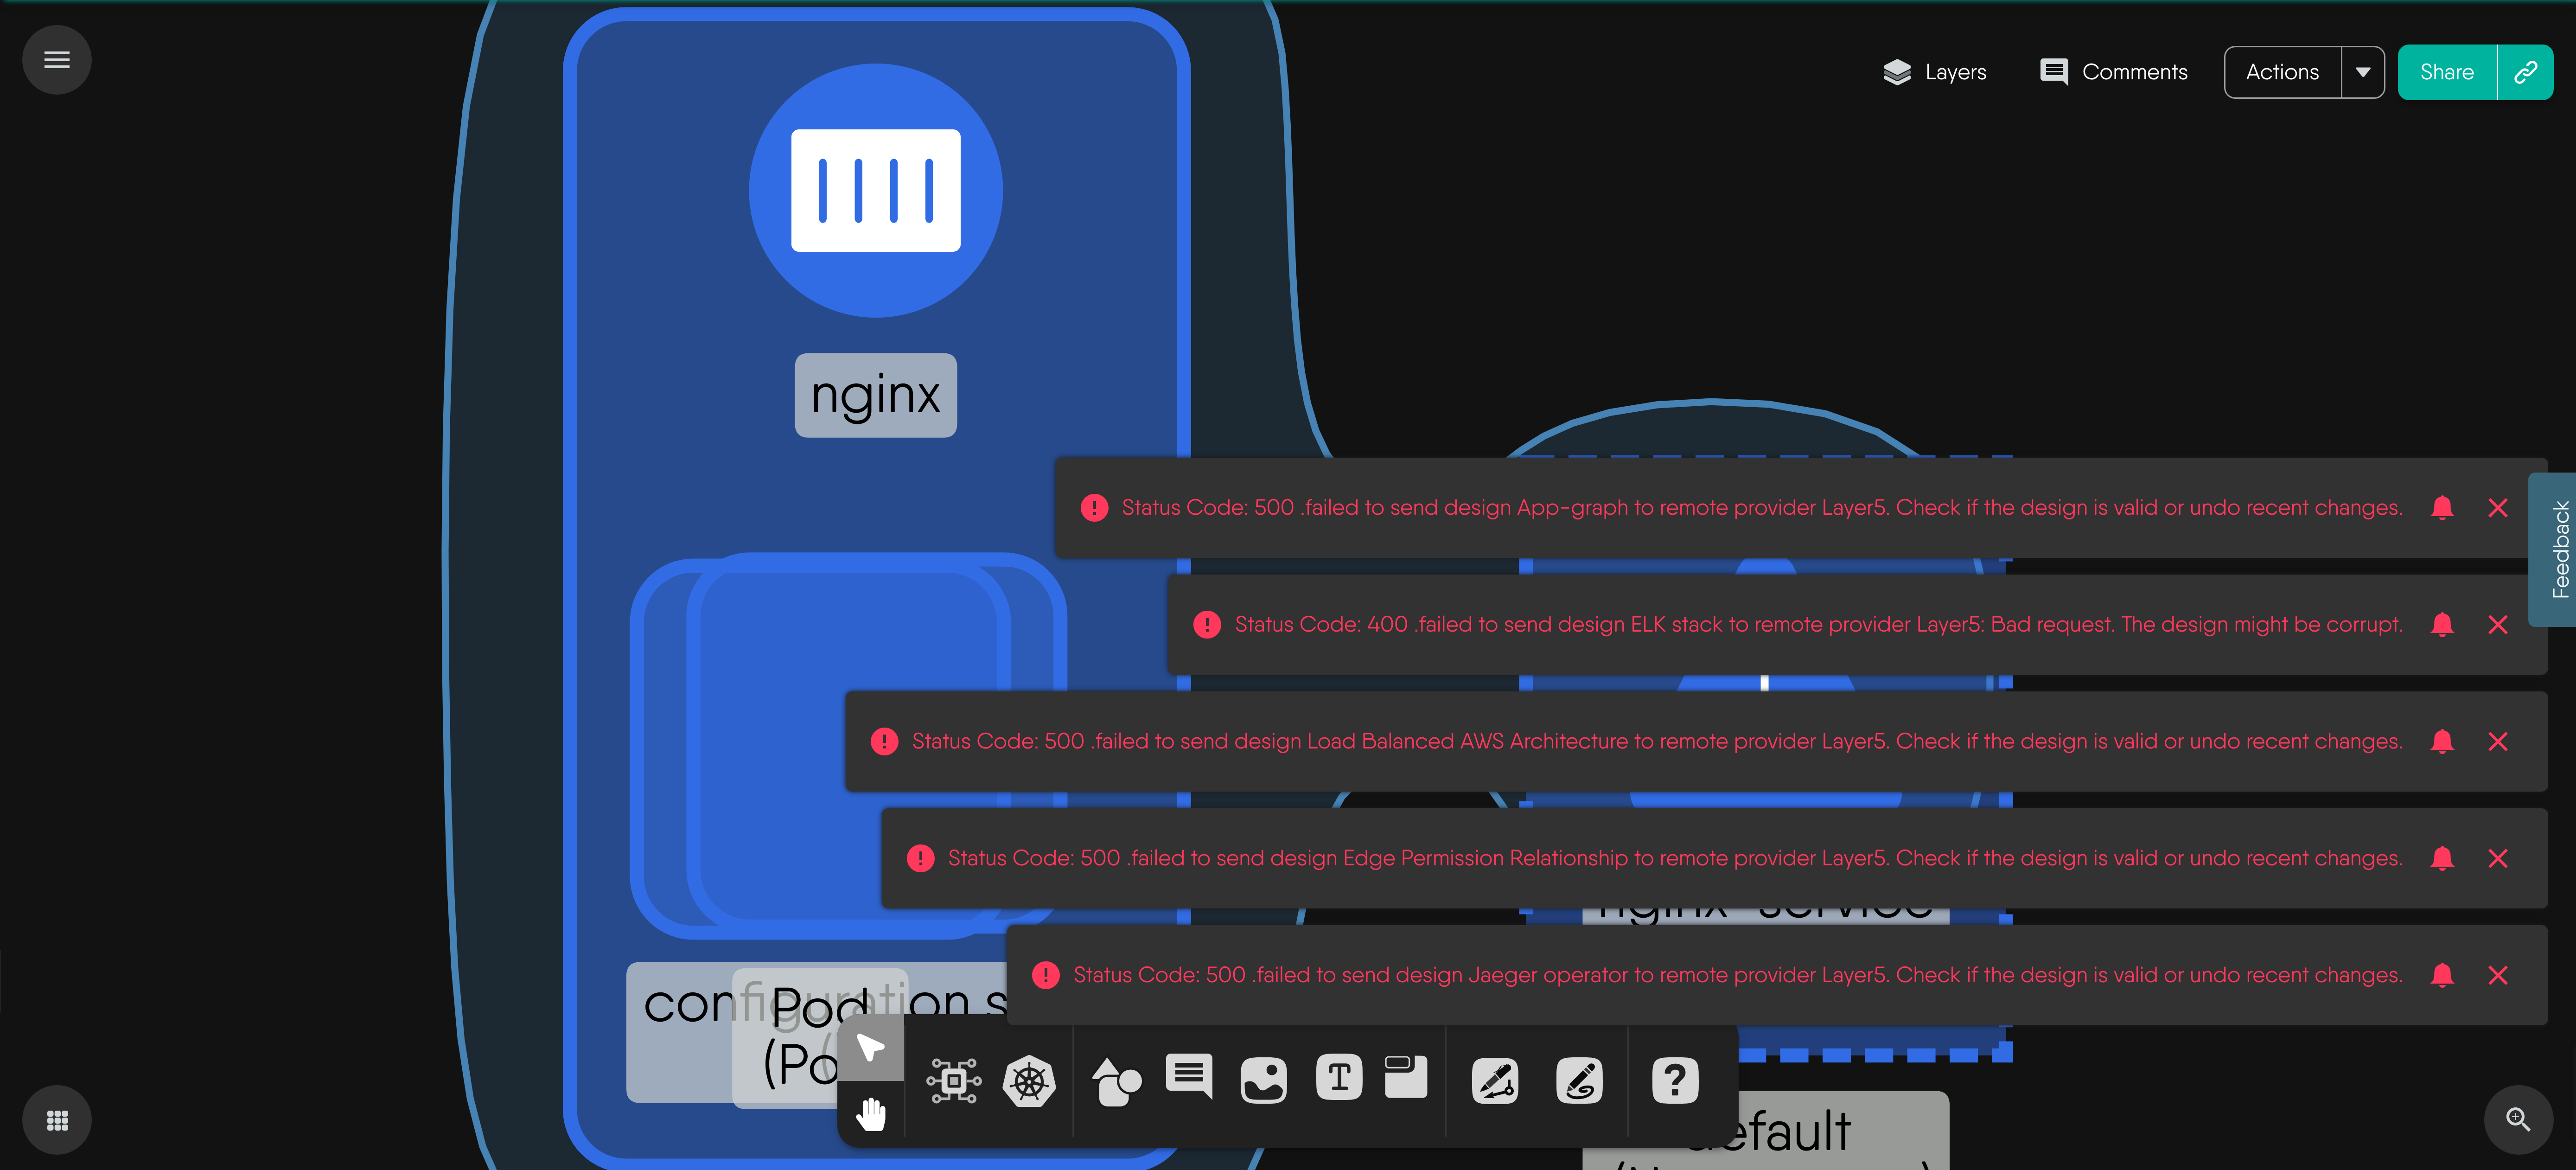 Layers
Comments
Actions
Share
nginx
Status Code: 500 .failed to send design App-graph to remote provider Layer5. Check if the design is valid or undo recent changes.
Feedback
Status Code: 400 .failed to send design ELK stack to remote provider Layer5: Bad request. The design might be corrupt.
Status Code: 500 .failed to send design Load Balanced AWS Architecture to remote provider Layer5. Check if the design is valid or undo recent changes.
Status Code: 500 .failed to send design Edge Permission Relationship to remote provider Layer5. Check if the design is valid or undo recent changes.
Status Code: 500 .failed to send design Jaeger operator to remote provider Layer5. Check if the design is valid or undo recent changes.
configuration
Pod